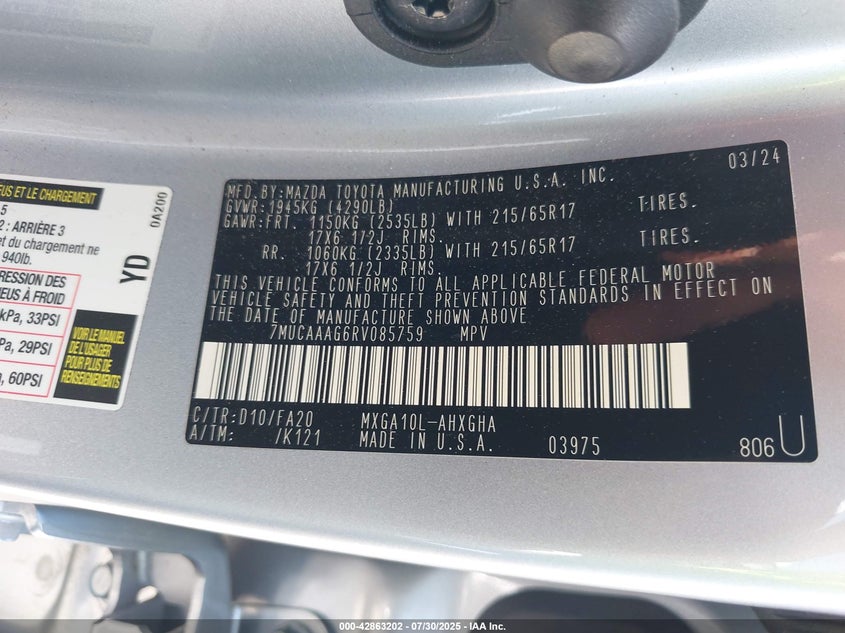 EUS ET LE CHARGEMENT
5
2 : ARRIÈRE 3
et du chargement ne
940lb.
RESSION DES
NEUS À FROID
kPa, 33PSI
Pa, 29PSI
a, 60PSI
0A200
YD
VOIR LE MANUEL
DE L'USAGER
POUR PLUS DE
RENSEIGNEMENTS
03/24
MFD.BY:MAZDA TOYOTA MANUFACTURING U.S.A. INC.
GVWR:1945KG (4290LB)
GAWR:FRT. 1150KG (2535LB) WITH 215/65R17 TIRES.
17X6 1/2J RIMS.
RR. 1060KG (2335LB) WITH 215/65R17 TIRES.
17X6 1/2J RIMS.
THIS VEHICLE CONFORMS TO ALL APPLICABLE FEDERAL MOTOR
VEHICLE SAFETY AND THEFT PREVENTION STANDARDS IN EFFECT ON
THE DATE OF MANUFACTURE SHOWN ABOVE
7MUCAAAG6RV085759 MPV
C/TR:D10/FA20 MXGA10L-AHXGHA
A/TM: /K121 MADE IN U.S.A. 03975
806 U
000-42863202 - 07/30/2025 - IAA Inc.